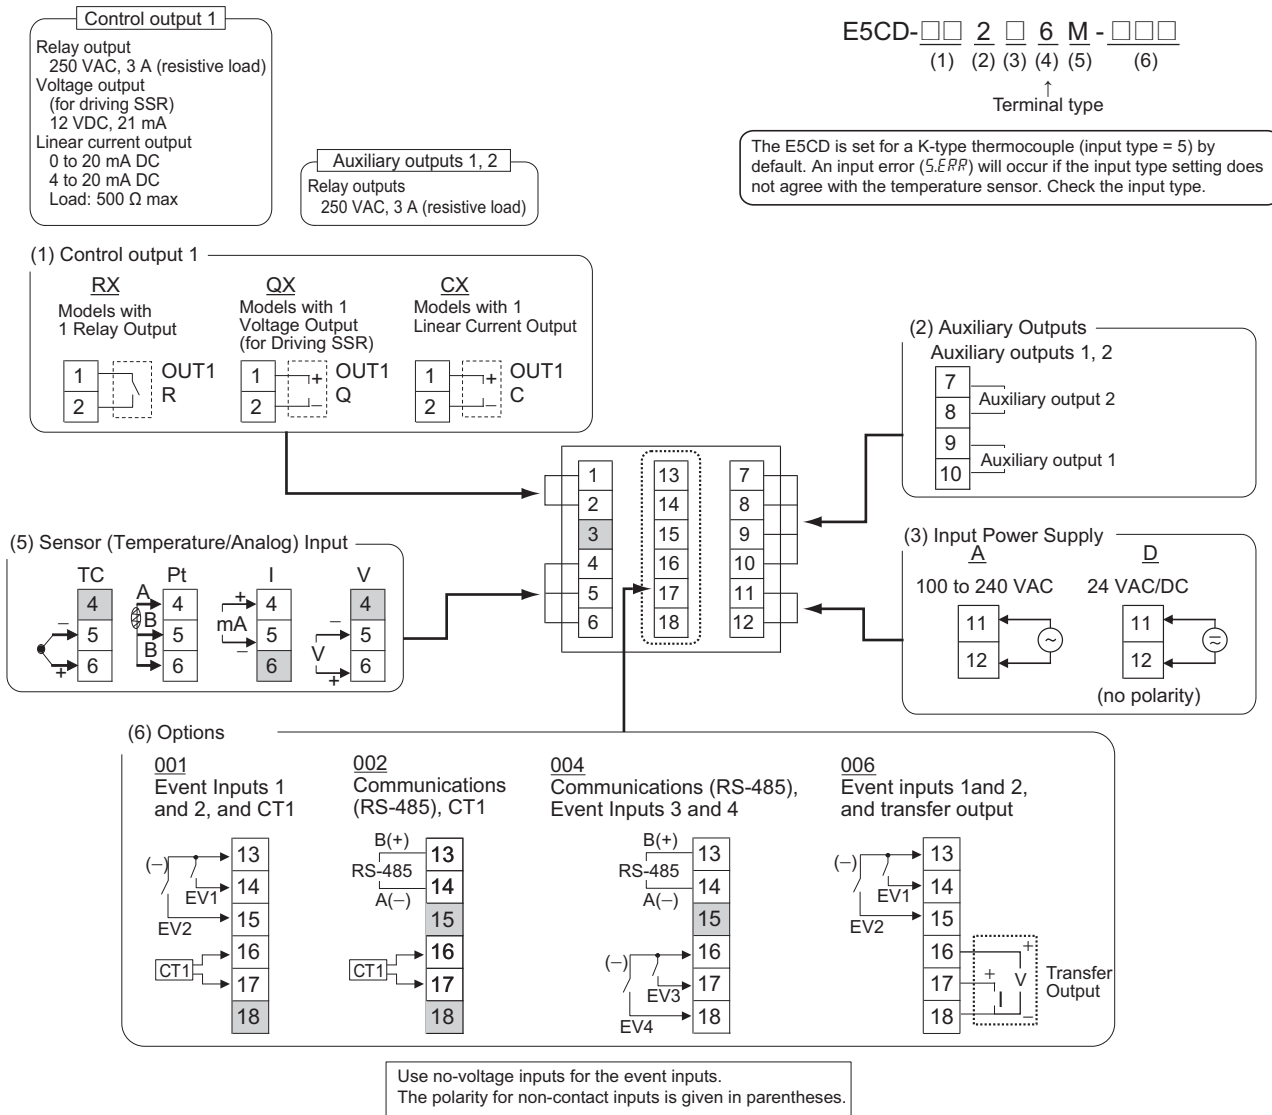 Control output 1
Relay output
250 VAC, 3 A (resistive load)
Voltage output
(for driving SSR)
12 VDC, 21 mA
Linear current output
0 to 20 mA DC
4 to 20 mA DC
Load: 500 Ω max
Auxiliary outputs 1, 2
Relay outputs
250 VAC, 3 A (resistive load)
E5CD-□□ 2 □ 6 M - □□□
(1) (2) (3) (4) (5) (6)
↑
Terminal type
The E5CD is set for a K-type thermocouple (input type = 5) by
default. An input error (S.ERR) will occur if the input type setting does
not agree with the temperature sensor. Check the input type.
(1) Control output 1
RX
Models with
1 Relay Output
1
2
OUT1
R
QX
Models with 1
Voltage Output
(for Driving SSR)
1
2
+
−
OUT1
Q
CX
Models with 1
Linear Current Output
1
2
+
−
OUT1
C
(2) Auxiliary Outputs
Auxiliary outputs 1, 2
7
8
Auxiliary output 2
9
10
Auxiliary output 1
1
2
3
4
5
6
13
14
15
16
17
18
7
8
9
10
11
12
(5) Sensor (Temperature/Analog) Input
TC
4
5
6
−
+
Pt
A
B
B
4
5
6
I
+
mA
−
4
5
6
V
−
V
+
4
5
6
(3) Input Power Supply
A
100 to 240 VAC
11
12
D
24 VAC/DC
11
12
(no polarity)
(6) Options
001
Event Inputs 1
and 2, and CT1
(−)
EV1
EV2
CT1
13
14
15
16
17
18
002
Communications
(RS-485), CT1
B(+)
RS-485
A(−)
CT1
13
14
15
16
17
18
004
Communications (RS-485),
Event Inputs 3 and 4
B(+)
RS-485
A(−)
(−)
EV3
EV4
13
14
15
16
17
18
006
Event inputs 1and 2,
and transfer output
(−)
EV1
EV2
13
14
15
16
17
18
+
+
V
I
−
Transfer
Output
Use no-voltage inputs for the event inputs.
The polarity for non-contact inputs is given in parentheses.